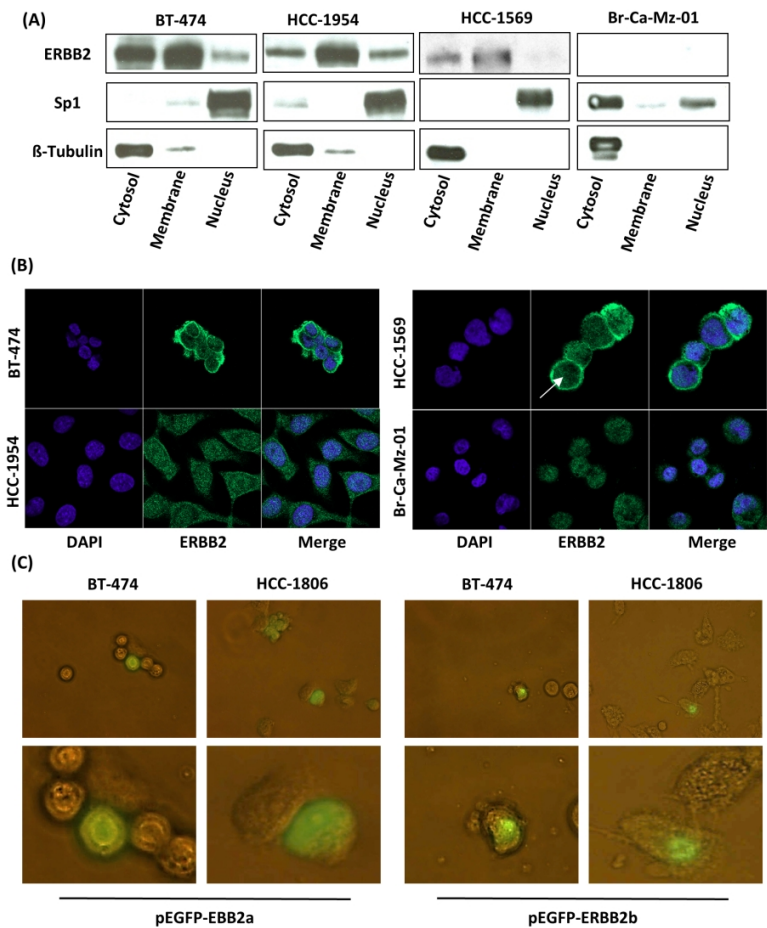 (A)
BT-474 HCC-1954 HCC-1569 Br-Ca-Mz-01
ERBB2
Sp1
ß-Tubulin
Cytosol Membrane Nucleus Cytosol Membrane Nucleus Cytosol Membrane Nucleus Cytosol Membrane Nucleus
(B)
BT-474
HCC-1569
HCC-1954
Br-Ca-Mz-01
DAPI ERBB2 Merge DAPI ERBB2 Merge
(C)
BT-474 HCC-1806 BT-474 HCC-1806
pEGFP-EBB2a pEGFP-ERBB2b